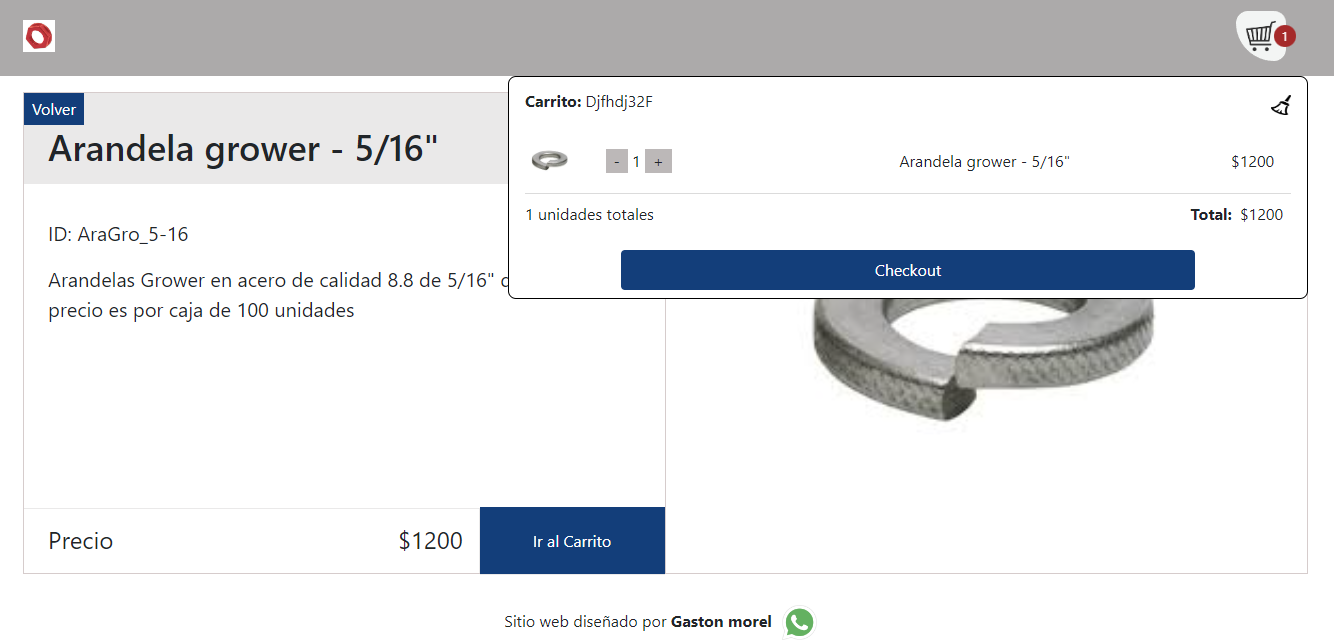 1
Volver
Arandela grower - 5/16"
ID: AraGro_5-16
Arandelas Grower en acero de calidad 8.8 de 5/16"
precio es por caja de 100 unidades
Precio
$1200
Ir al Carrito
Carrito: Djfhdj32F
- 1 +
Arandela grower - 5/16"
$1200
1 unidades totales
Total: $1200
Checkout
Sitio web diseñado por Gaston morel